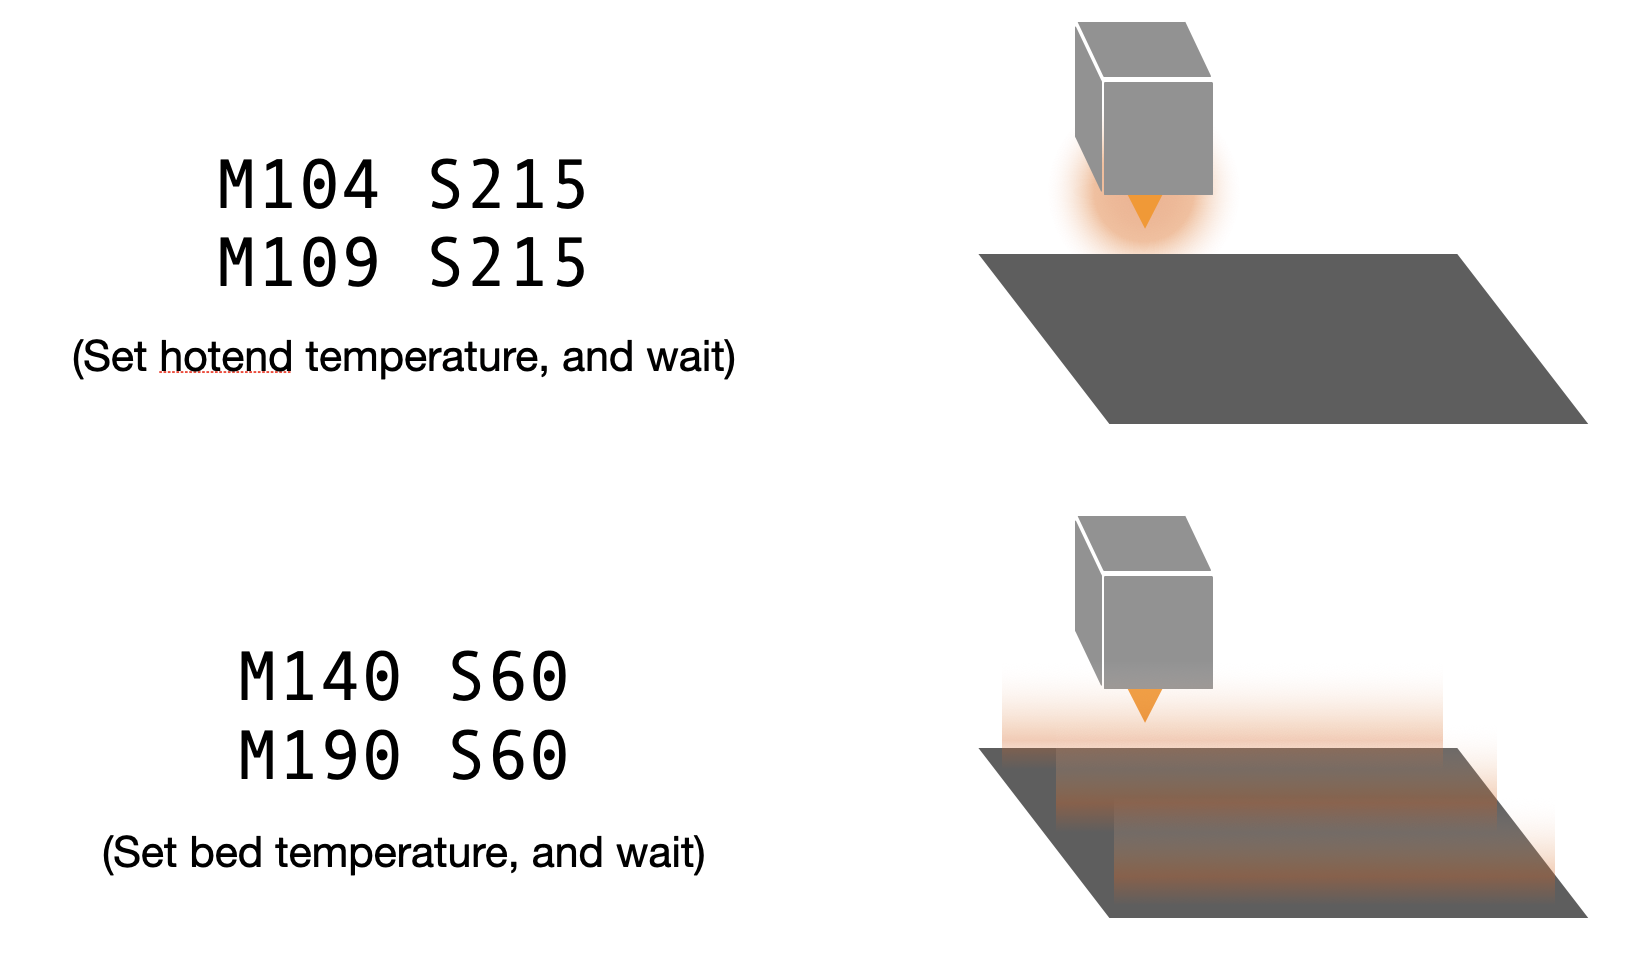 M104 S215
M109 S215
(Set hotend temperature, and wait)
M140 S60
M190 S60
(Set bed temperature, and wait)